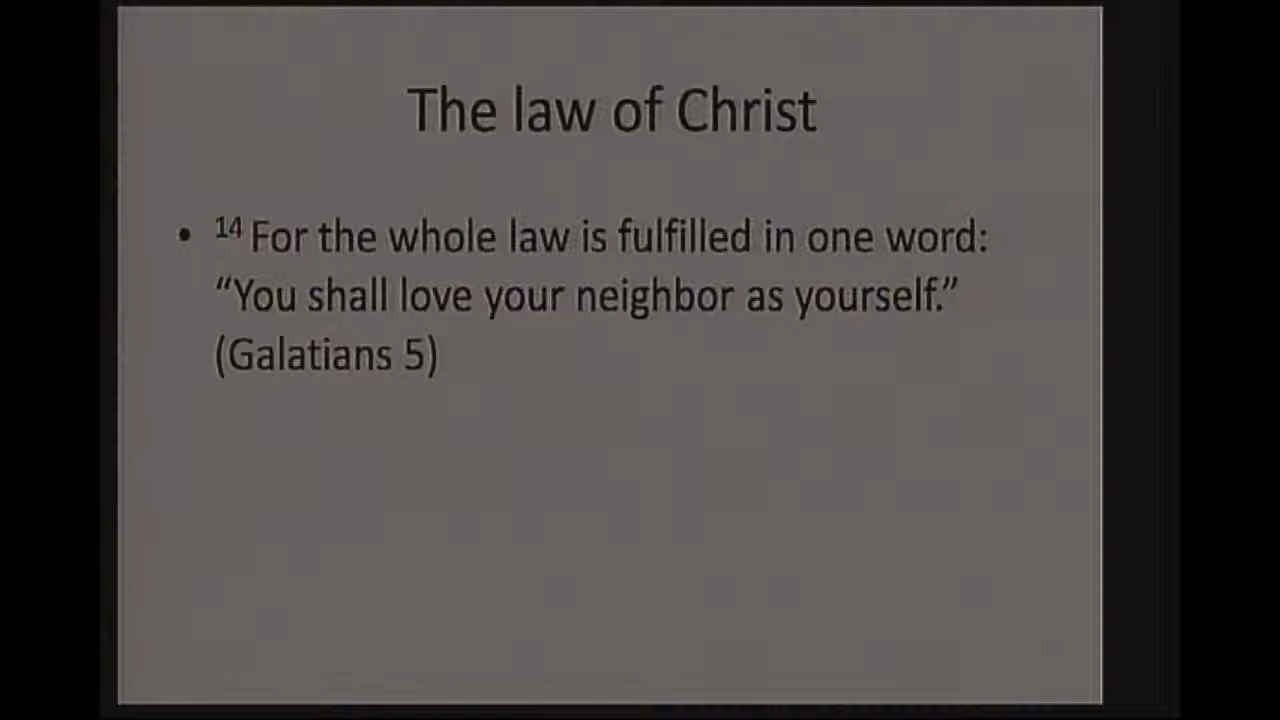 The law of Christ
• ¹⁴ For the whole law is fulfilled in one word:
“You shall love your neighbor as yourself.”
(Galatians 5)